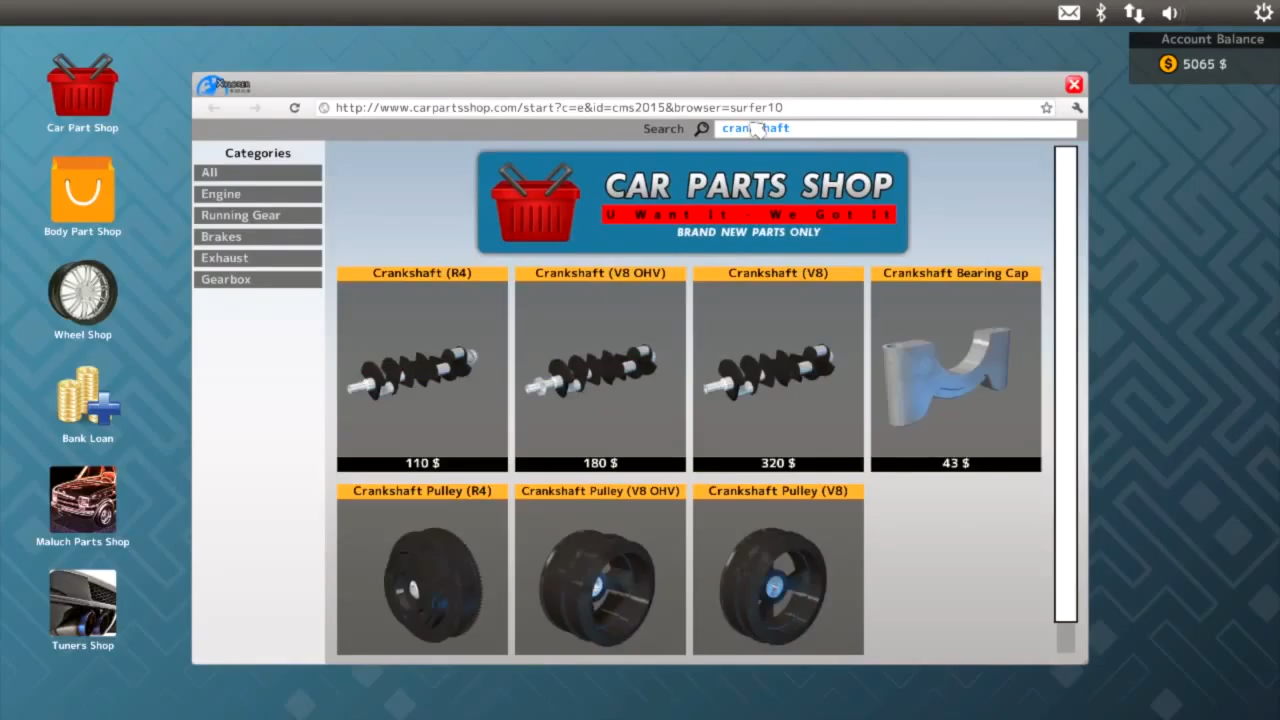 Account Balance
$ 5065 $
Car Part Shop
Body Part Shop
Wheel Shop
Bank Loan
Maluch Parts Shop
Tuners Shop
http://www.carpartsshop.com/start?c=e&id=cms2015&browser=surfer10
Search
Categories
All
Engine
Running Gear
Brakes
Exhaust
Gearbox
CAR PARTS SHOP
U Want It - We Got It
BRAND NEW PARTS ONLY
Crankshaft (R4)
110 $
Crankshaft (V8 OHV)
180 $
Crankshaft (V8)
320 $
Crankshaft Bearing Cap
43 $
Crankshaft Pulley (R4)
Crankshaft Pulley (V8 OHV)
Crankshaft Pulley (V8)